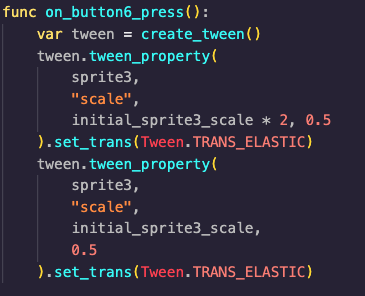 func on_button6_press():
    var tween = create_tween()
    tween.tween_property(
        sprite3,
        "scale",
        initial_sprite3_scale * 2, 0.5
    ).set_trans(Tween.TRANS_ELASTIC)
    tween.tween_property(
        sprite3,
        "scale",
        initial_sprite3_scale,
        0.5
    ).set_trans(Tween.TRANS_ELASTIC)